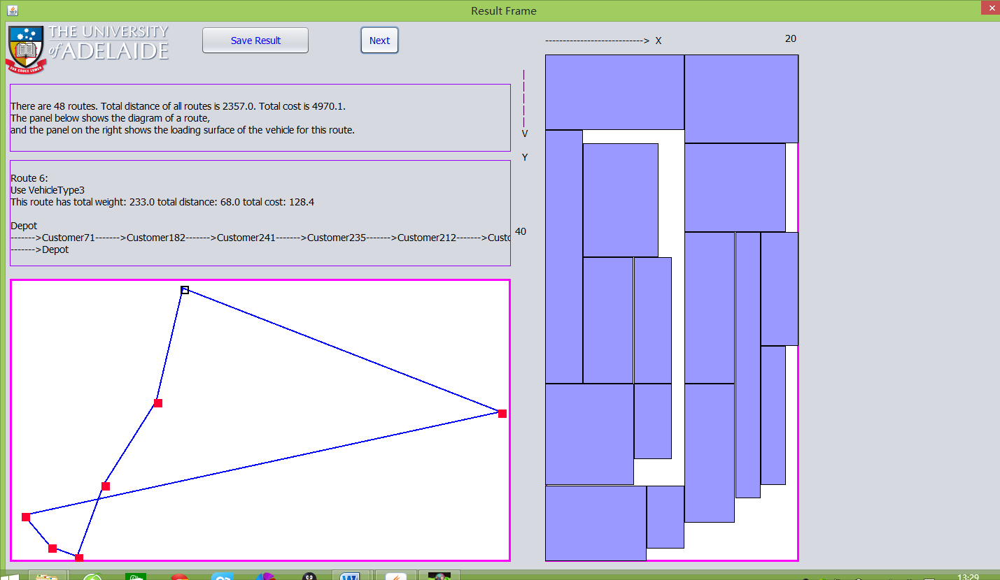 Result Frame
THE UNIVERSITY
of ADELAIDE
SUB CRUCE LUMEN
Save Result
Next
----------------------------> X
20
V
Y
40
There are 48 routes. Total distance of all routes is 2357.0. Total cost is 4970.1.
The panel below shows the diagram of a route,
and the panel on the right shows the loading surface of the vehicle for this route.
Route 6:
Use VehicleType3
This route has total weight: 233.0 total distance: 68.0 total cost: 128.4
Depot
------->Customer71------->Customer182------->Customer241------->Customer235------->Customer212------->Custo
------->Depot
13:29